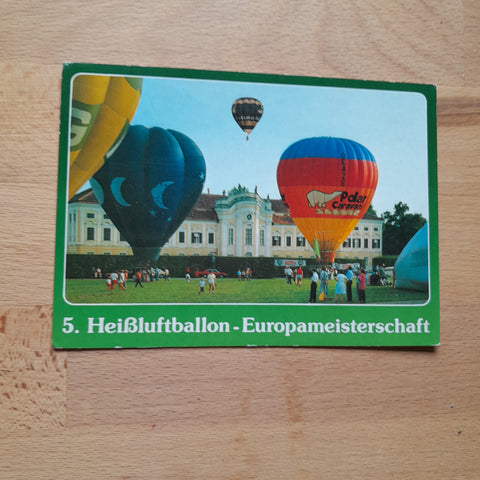 Polar
Caravans
5. Heißluftballon - Europameisterschaft